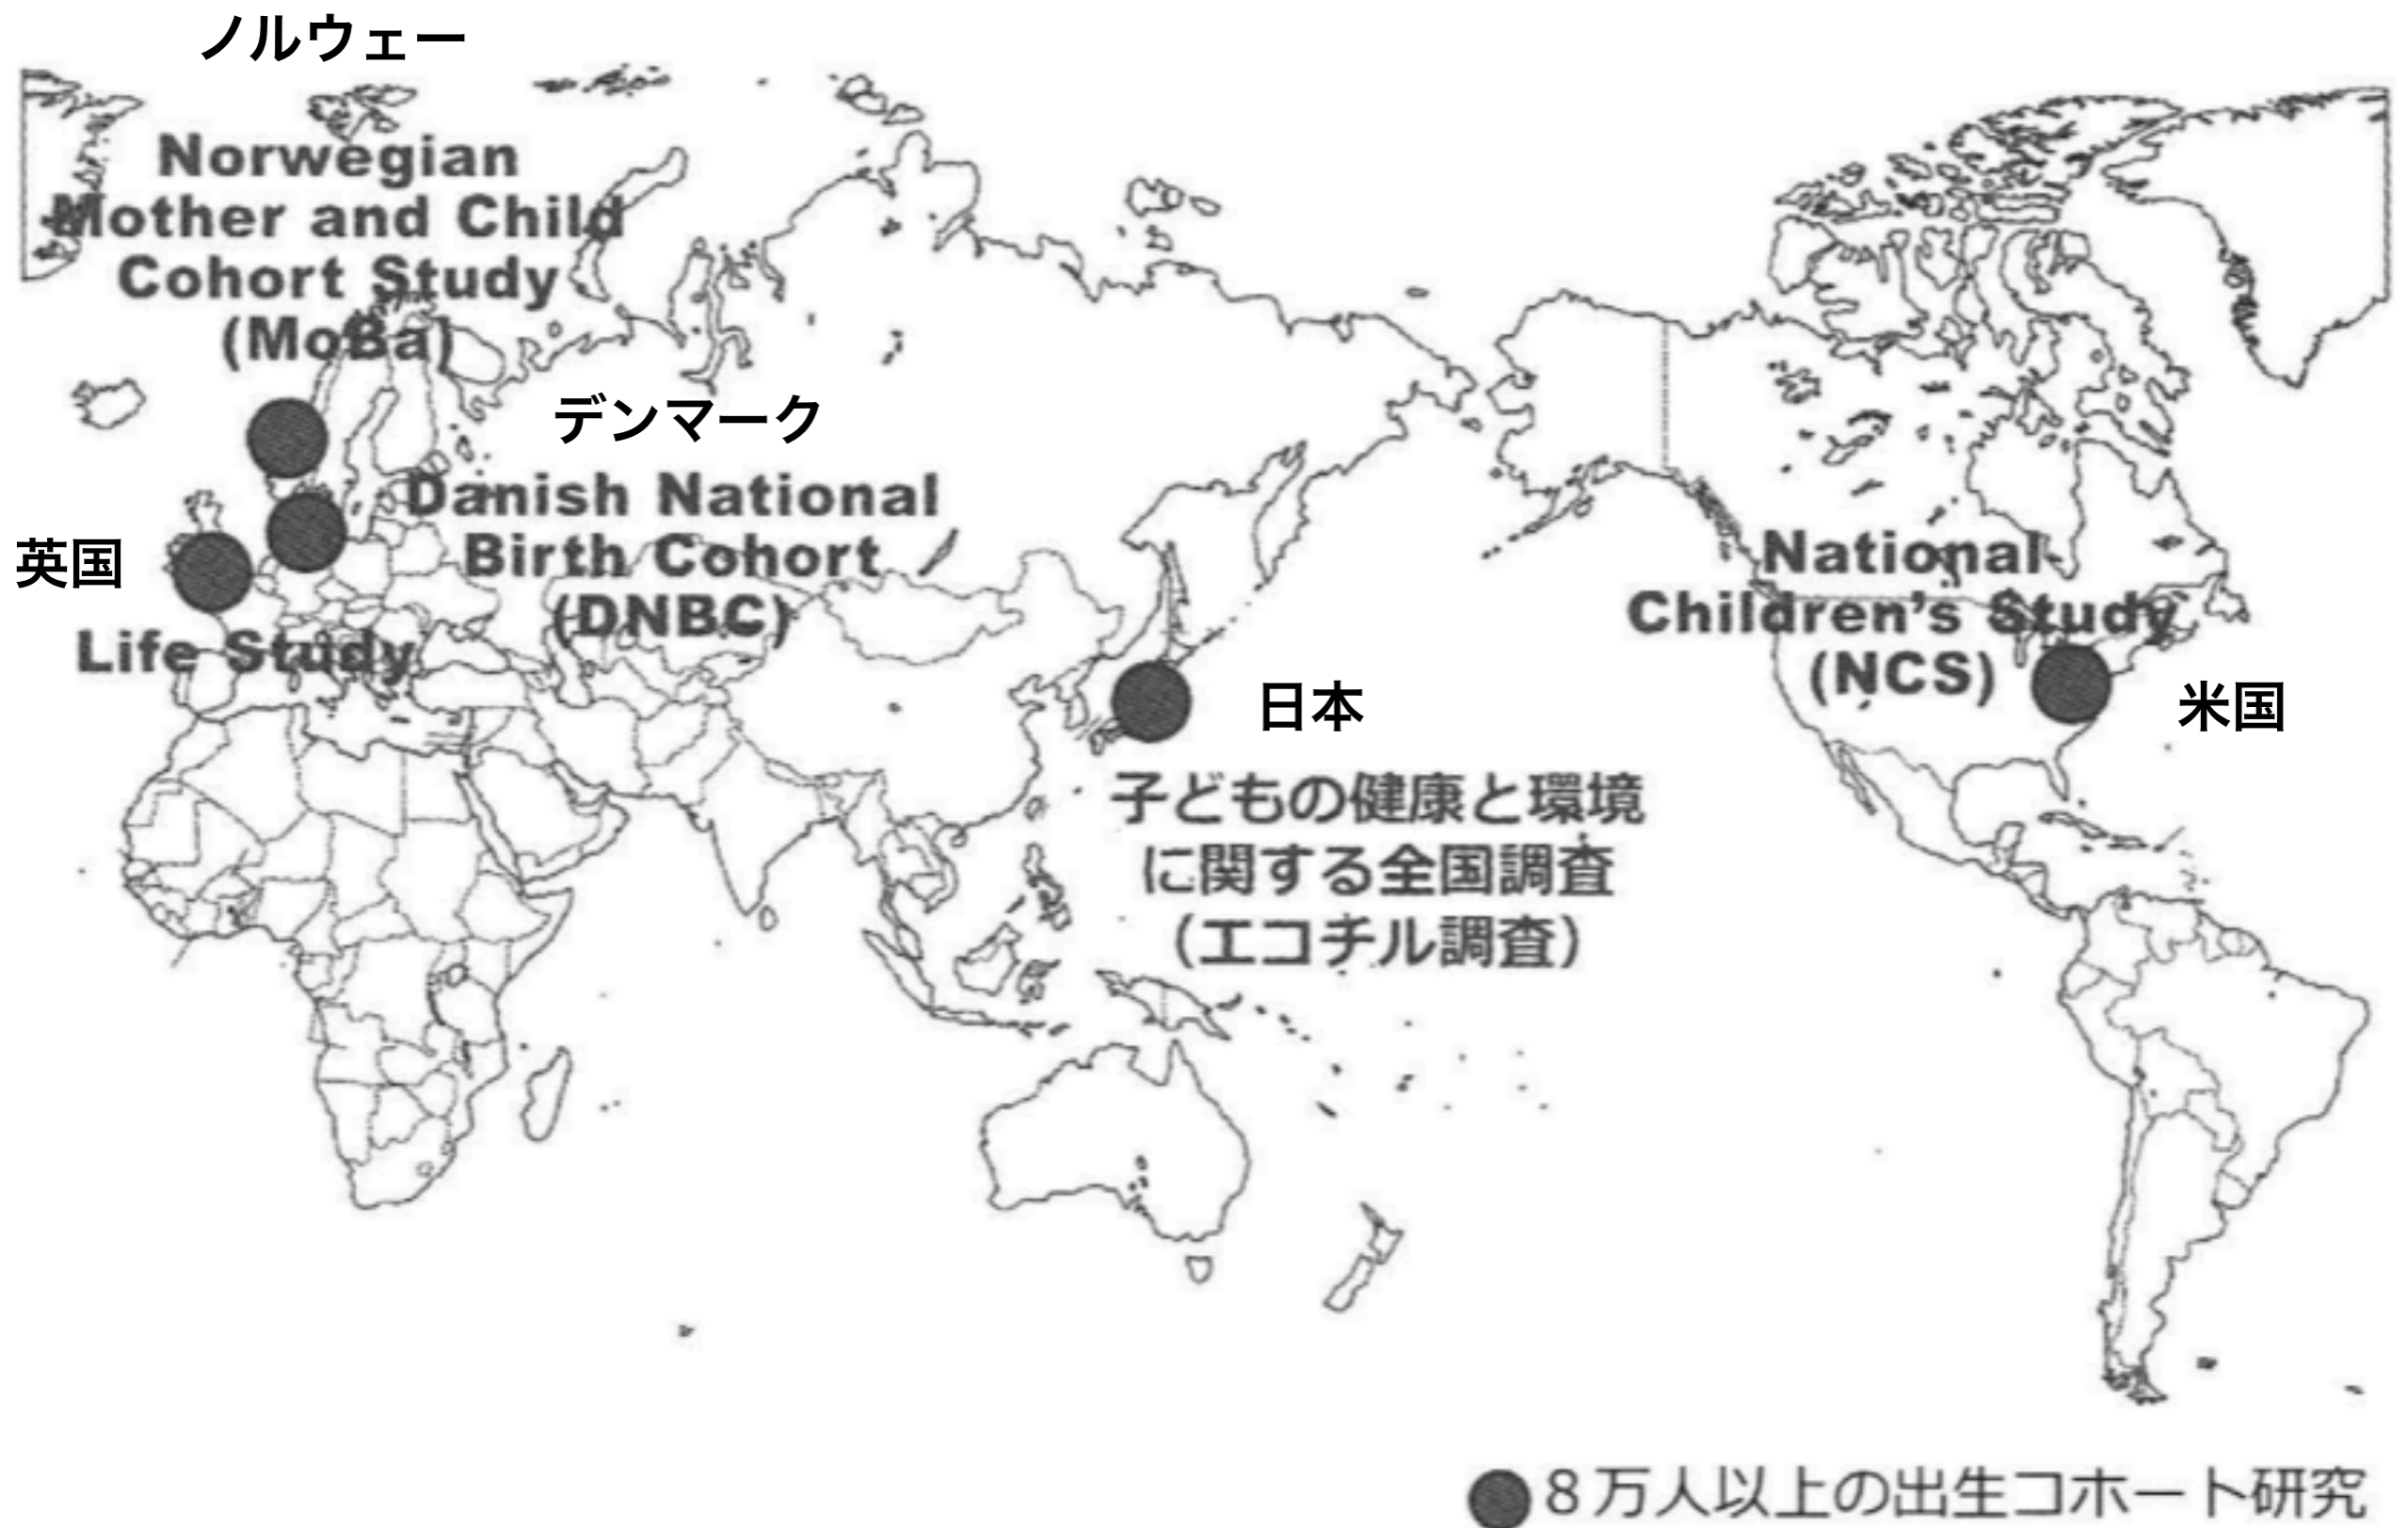 ノルウェー
Norwegian
Mother and Child
Cohort Study
(MoBa)
デンマーク
Danish National
Birth Cohort
(DNBC)
英国
Life Study
日本
子どもの健康と環境
に関する全国調査
（エコチル調査）
National
Children’s Study
(NCS)
米国
８万人以上の出生コホート研究